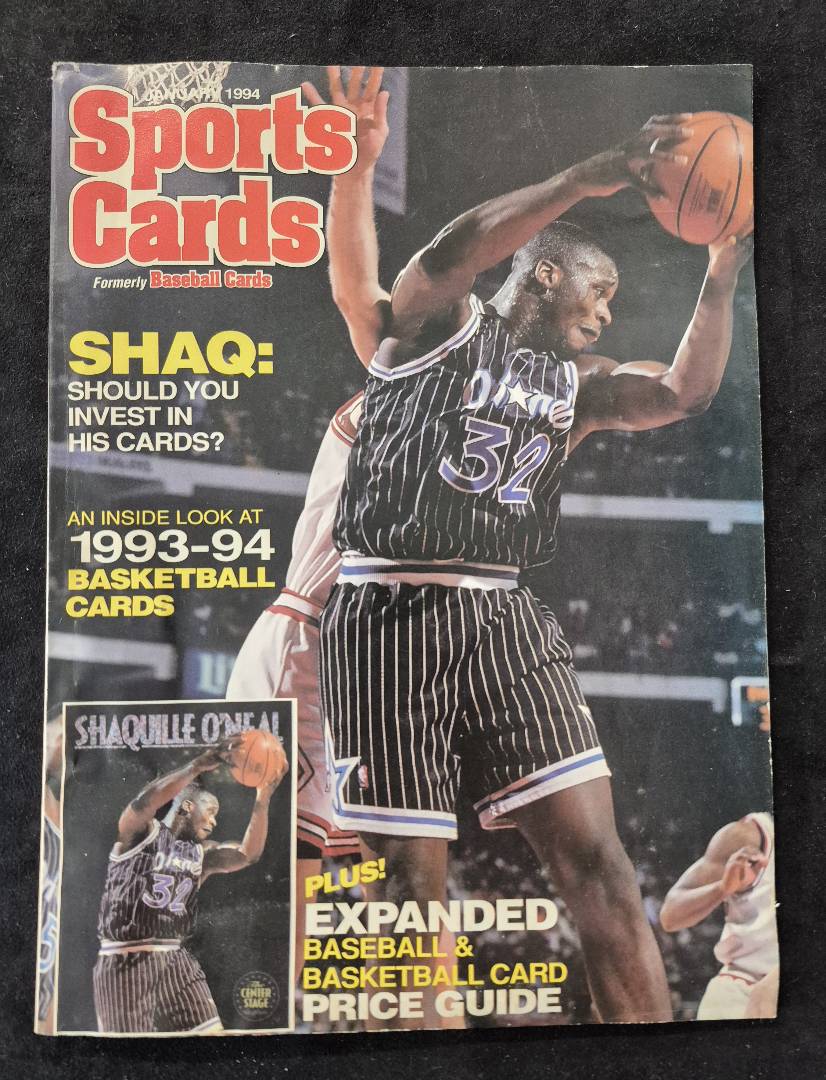 JANUARY 1994
Sports
Cards
Formerly Baseball Cards
SHAQ:
SHOULD YOU
INVEST IN
HIS CARDS?
AN INSIDE LOOK AT
1993-94
BASKETBALL
CARDS
Orlando
32
SHAQUILLE O'NEAL
Orlando
32
CENTER
STAGE
PLUS!
EXPANDED
BASEBALL &
BASKETBALL CARD
PRICE GUIDE